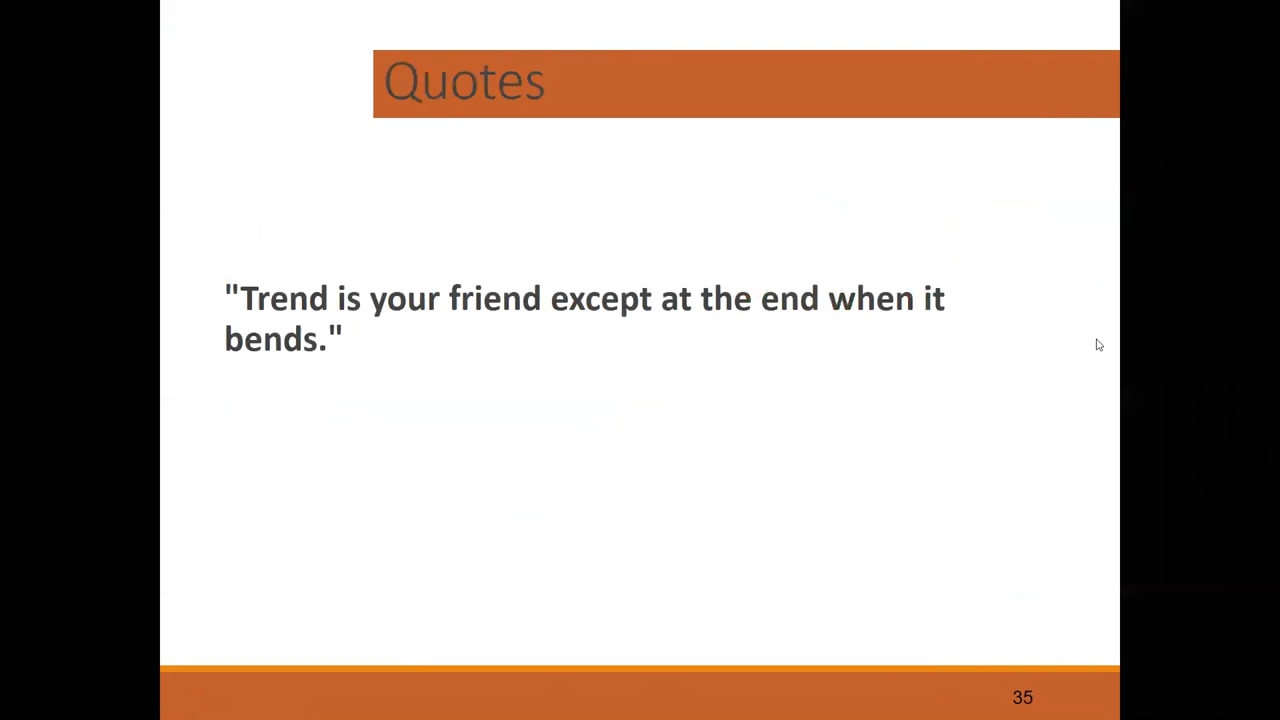 Quotes
"Trend is your friend except at the end when it
bends."
35